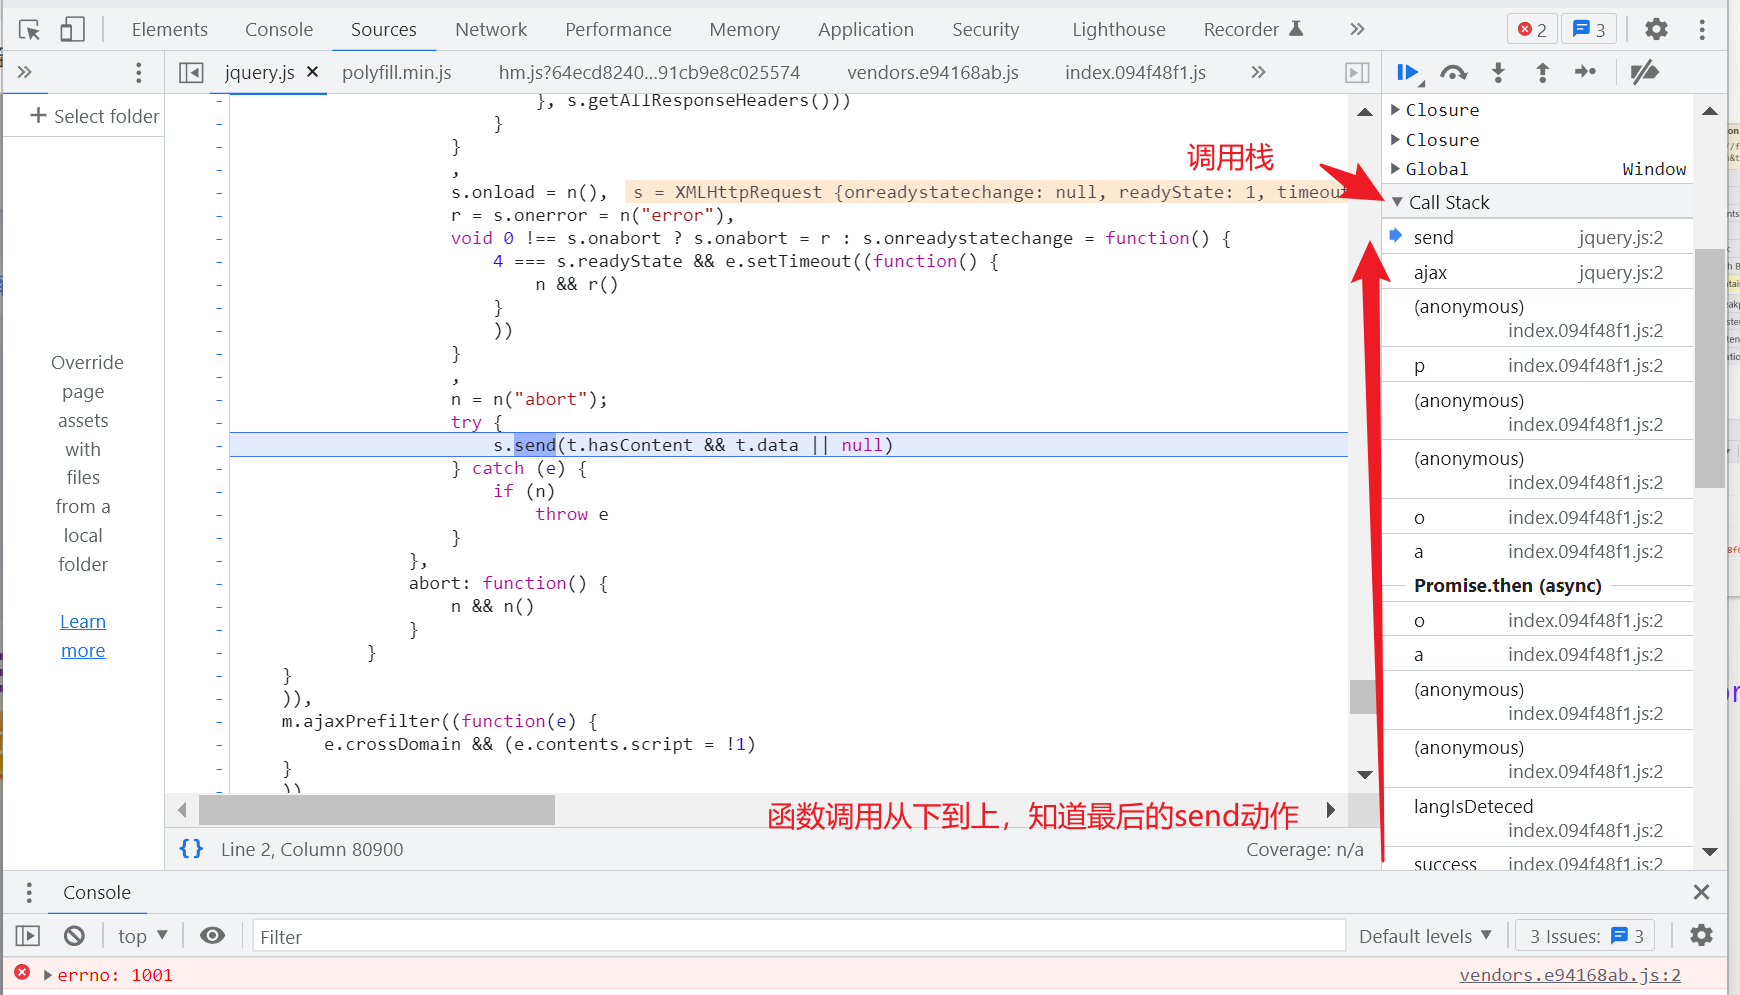 Elements Console Sources Network Performance Memory Application Security Lighthouse Recorder 2 3
jquery.js polyfill.min.js hm.js?64ecd8240...91cb9e8c025574 vendors.e94168ab.js index.094f48f1.js
Select folder
Override
page
assets
with
files
from a
local
folder
Learn
more
}, s.getAllResponseHeaders()))
}
}
,
s.onload = n(), s = XMLHttpRequest {onreadystatechange: null, readyState: 1, timeout
r = s.onerror = n("error"),
void 0 !== s.onabort ? s.onabort = r : s.onreadystatechange = function() {
4 === s.readyState && e.setTimeout((function() {
n && r()
}
))
}
,
n = n("abort");
try {
s.send(t.hasContent && t.data || null)
} catch (e) {
if (n)
throw e
}
},
abort: function() {
n && n()
}
}
}
)),
m.ajaxPrefilter((function(e) {
e.crossDomain && (e.contents.script = !1)
}
))
调用栈
函数调用从下到上，知道最后的send动作
{} Line 2, Column 80900 Coverage: n/a
Closure
Closure
Global Window
Call Stack
send jquery.js:2
ajax jquery.js:2
(anonymous)
index.094f48f1.js:2
p index.094f48f1.js:2
(anonymous)
index.094f48f1.js:2
(anonymous)
index.094f48f1.js:2
o index.094f48f1.js:2
a index.094f48f1.js:2
Promise.then (async)
o index.094f48f1.js:2
a index.094f48f1.js:2
(anonymous)
index.094f48f1.js:2
(anonymous)
index.094f48f1.js:2
langIsDeteced
index.094f48f1.js:2
success index.094f48f1.js:2
Console
top Filter Default levels 3 Issues: 3
errno: 1001 vendors.e94168ab.js:2